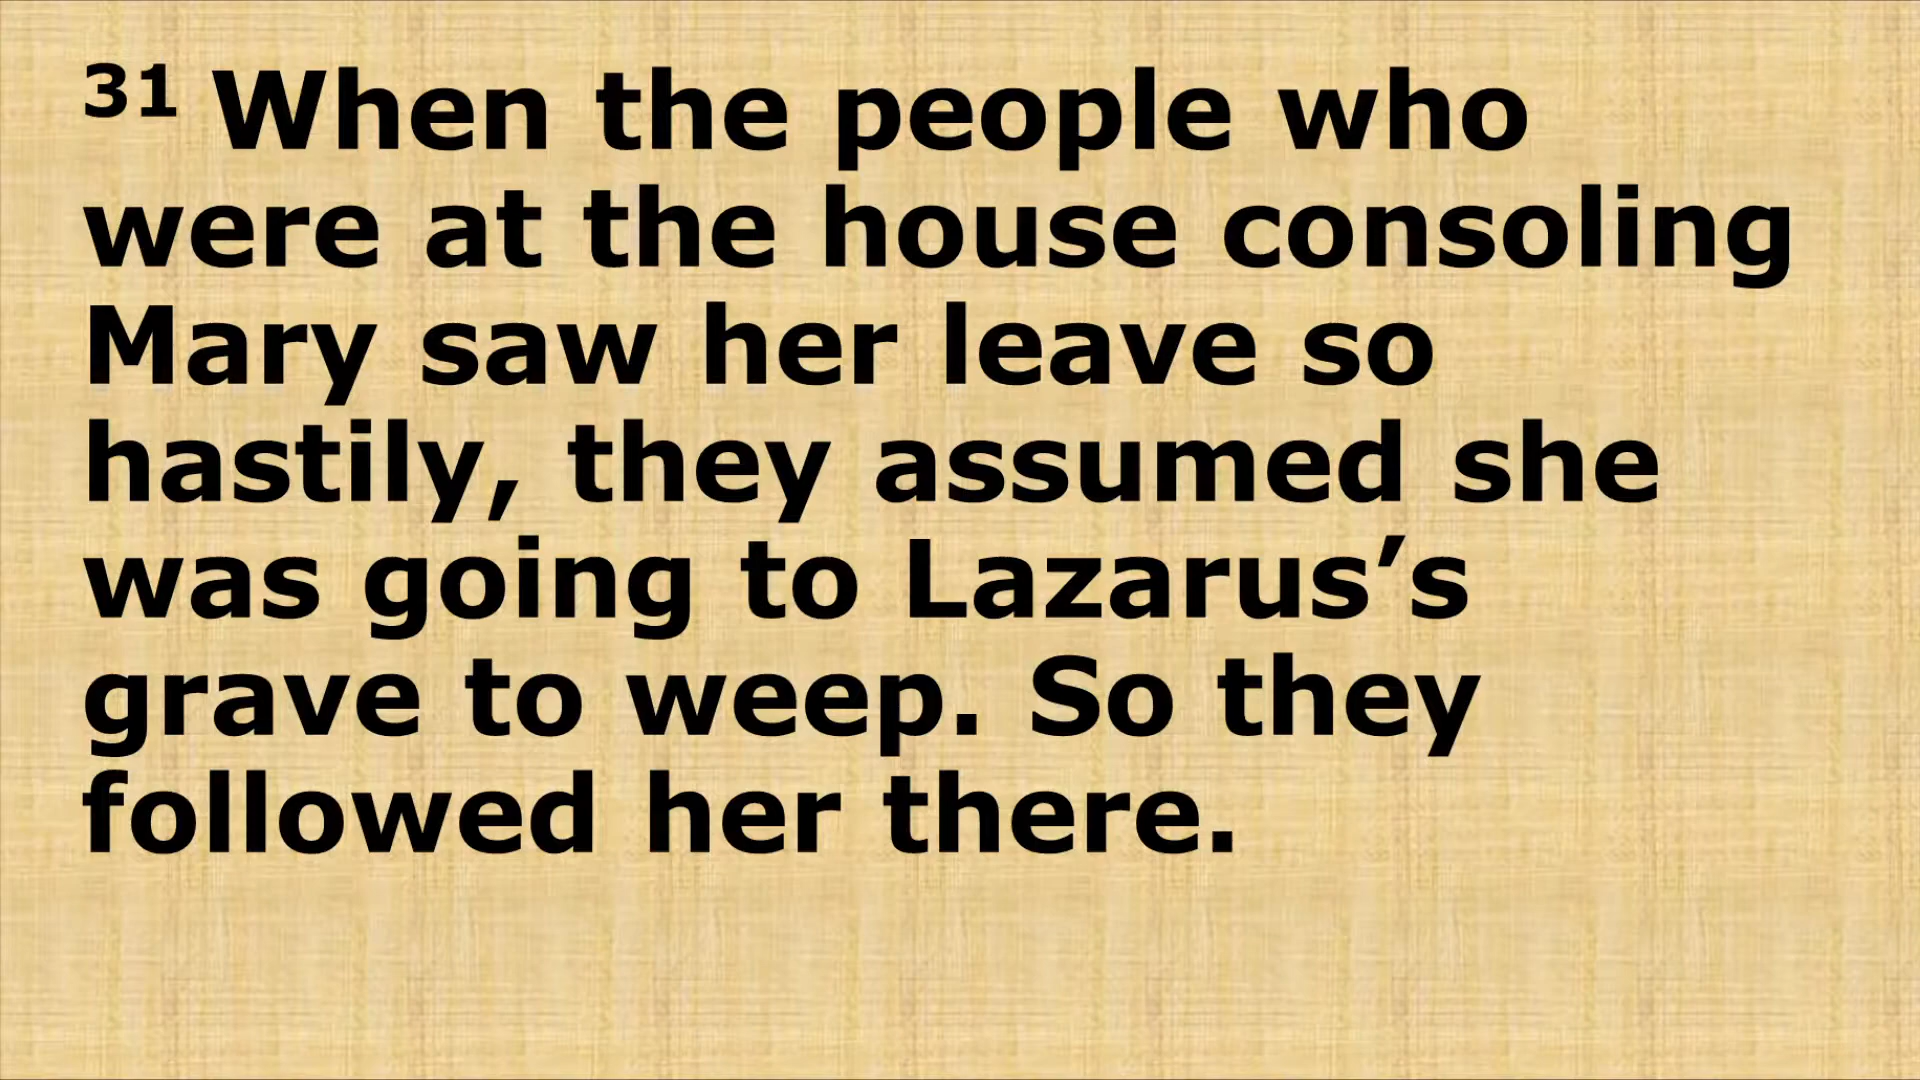 31 When the people who
were at the house consoling
Mary saw her leave so
hastily, they assumed she
was going to Lazarus’s
grave to weep. So they
followed her there.